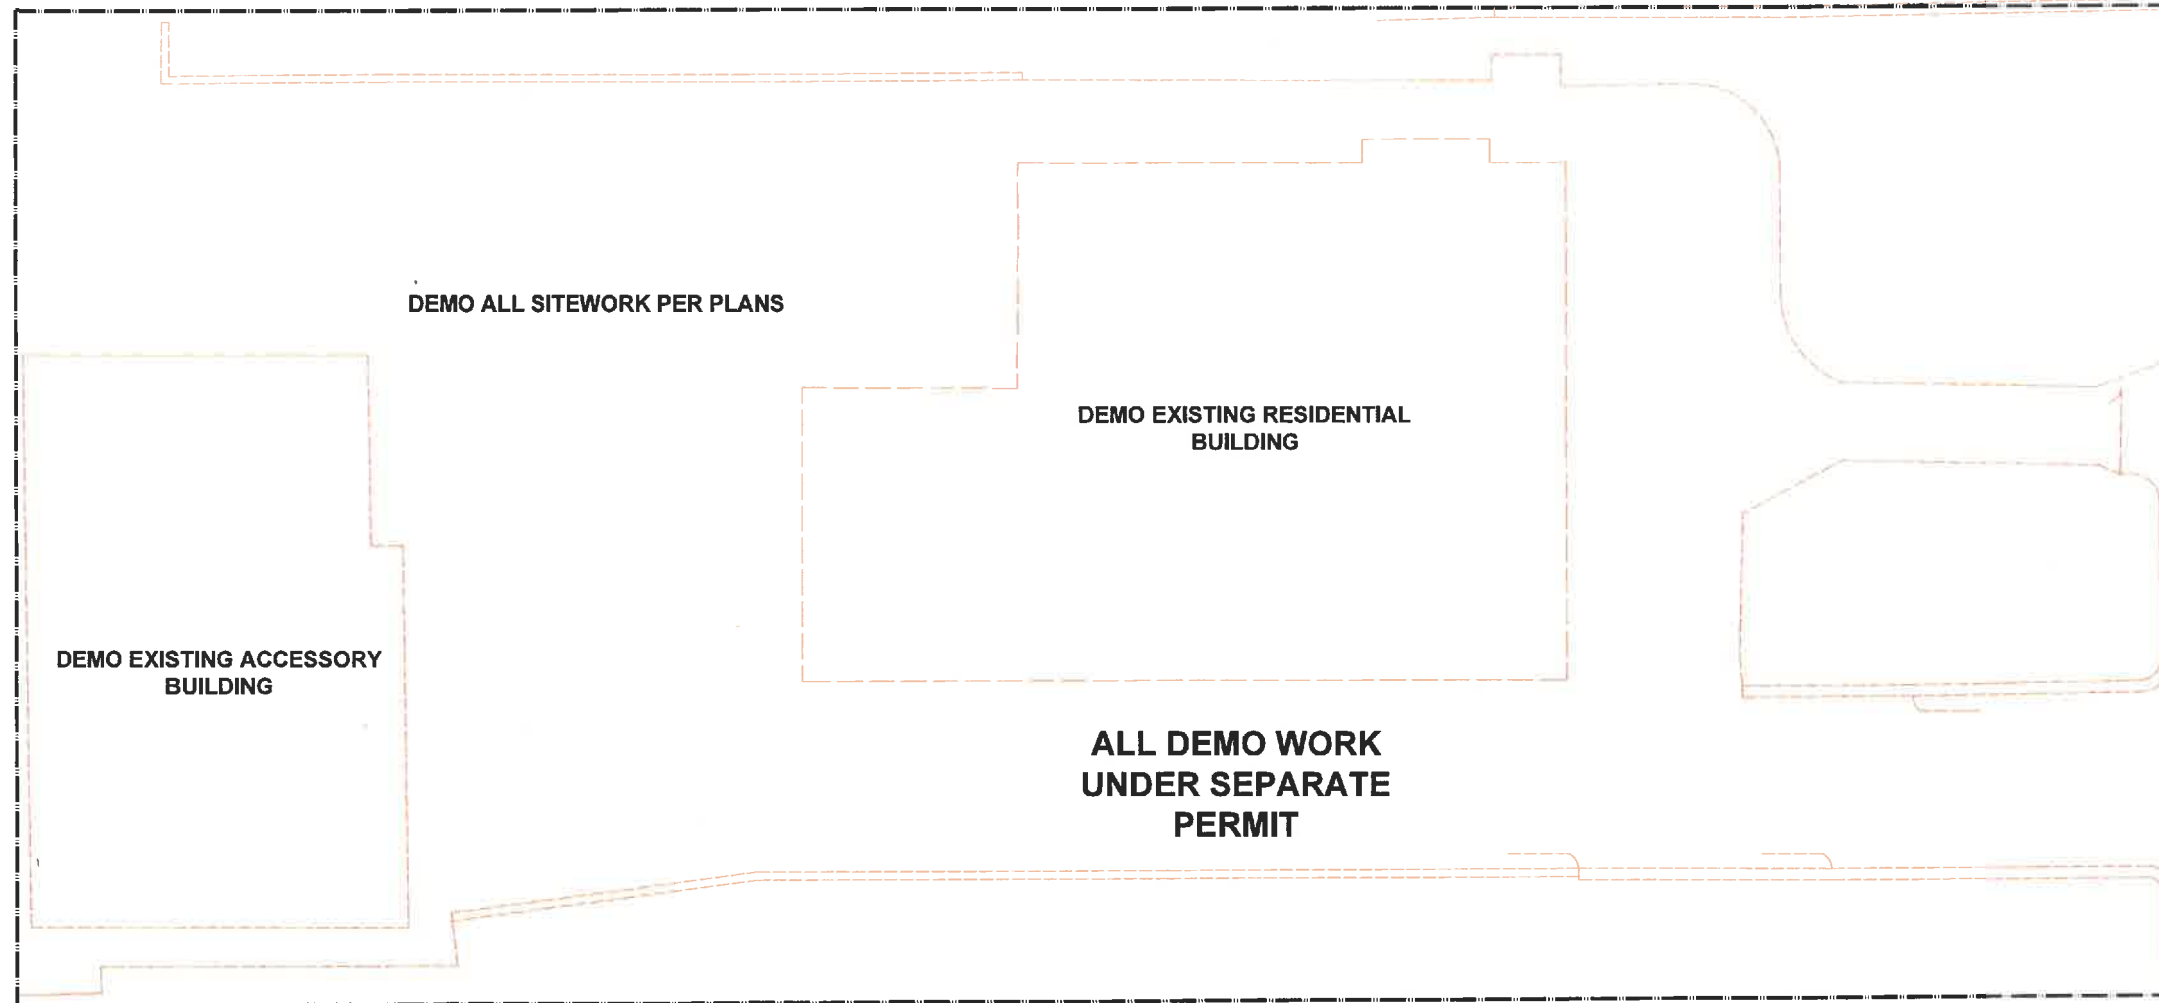 DEMO ALL SITEWORK PER PLANS
DEMO EXISTING RESIDENTIAL
BUILDING
DEMO EXISTING ACCESSORY
BUILDING
ALL DEMO WORK
UNDER SEPARATE
PERMIT